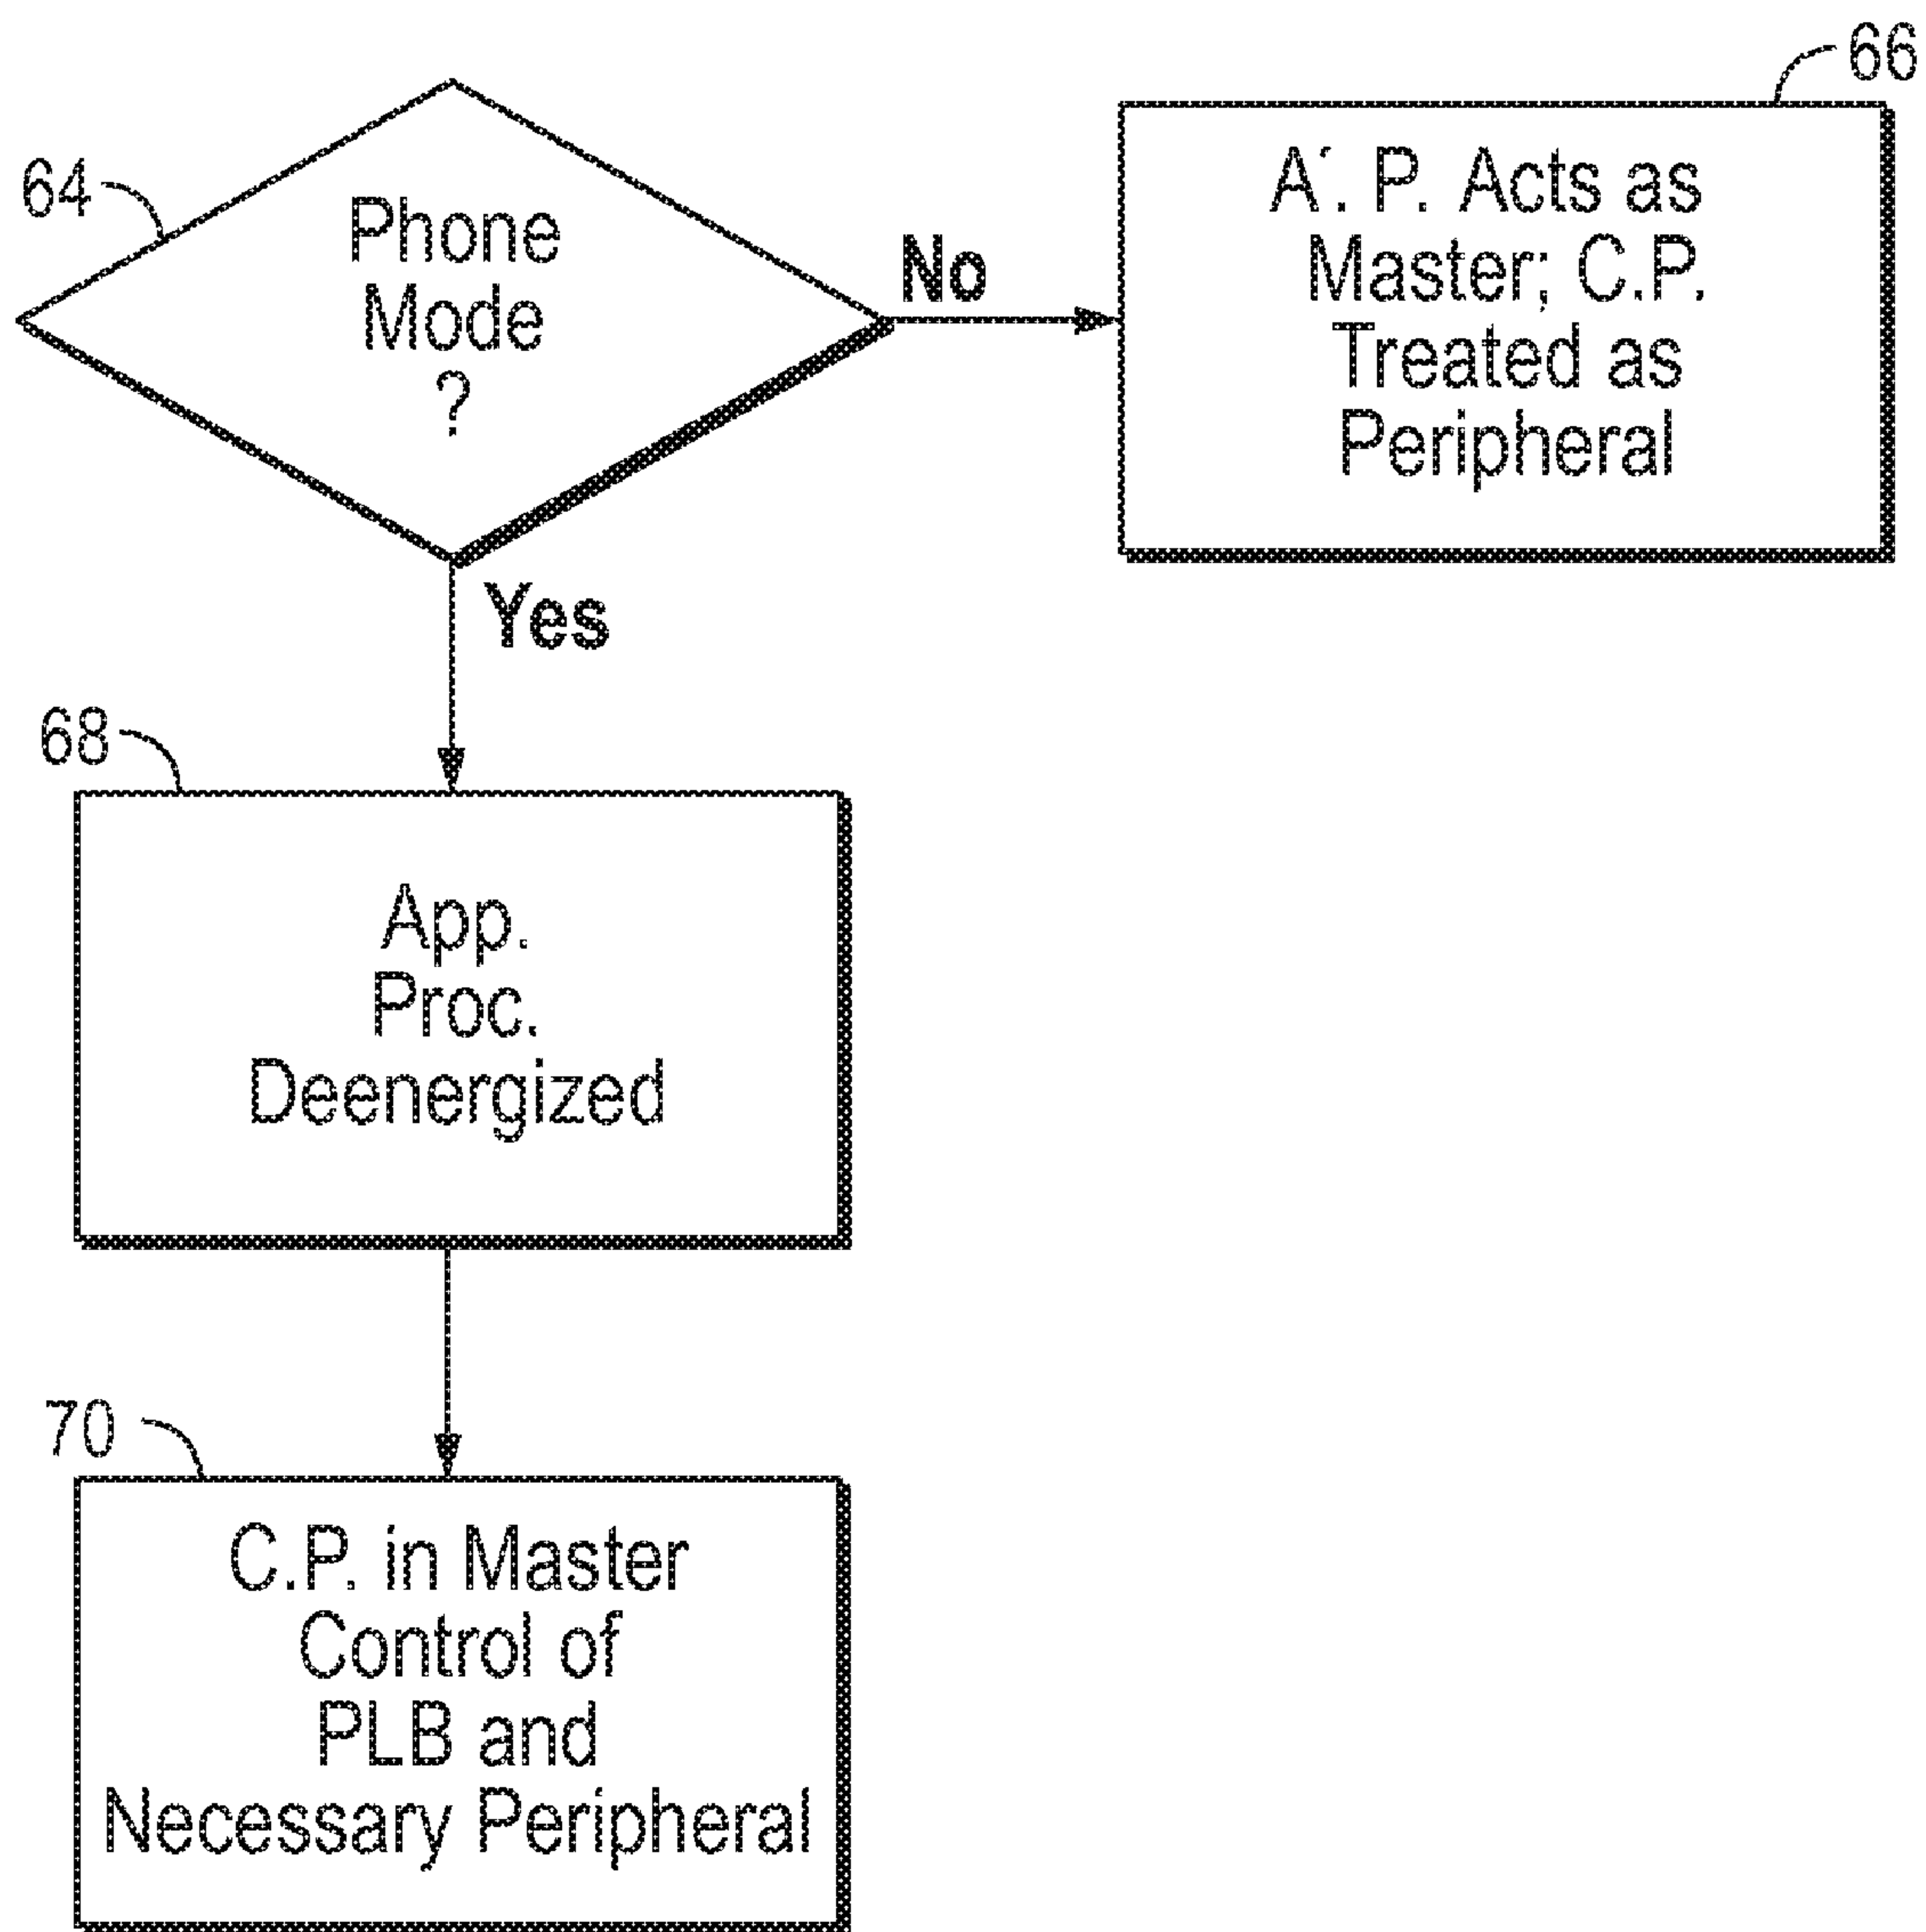 66
64
Phone
Mode
?
No
A. P. Acts as
Master; C.P.
Treated as
Peripheral
Yes
68
App.
Proc.
Deenergized
70
C.P. in Master
Control of
PLB and
Necessary Peripheral